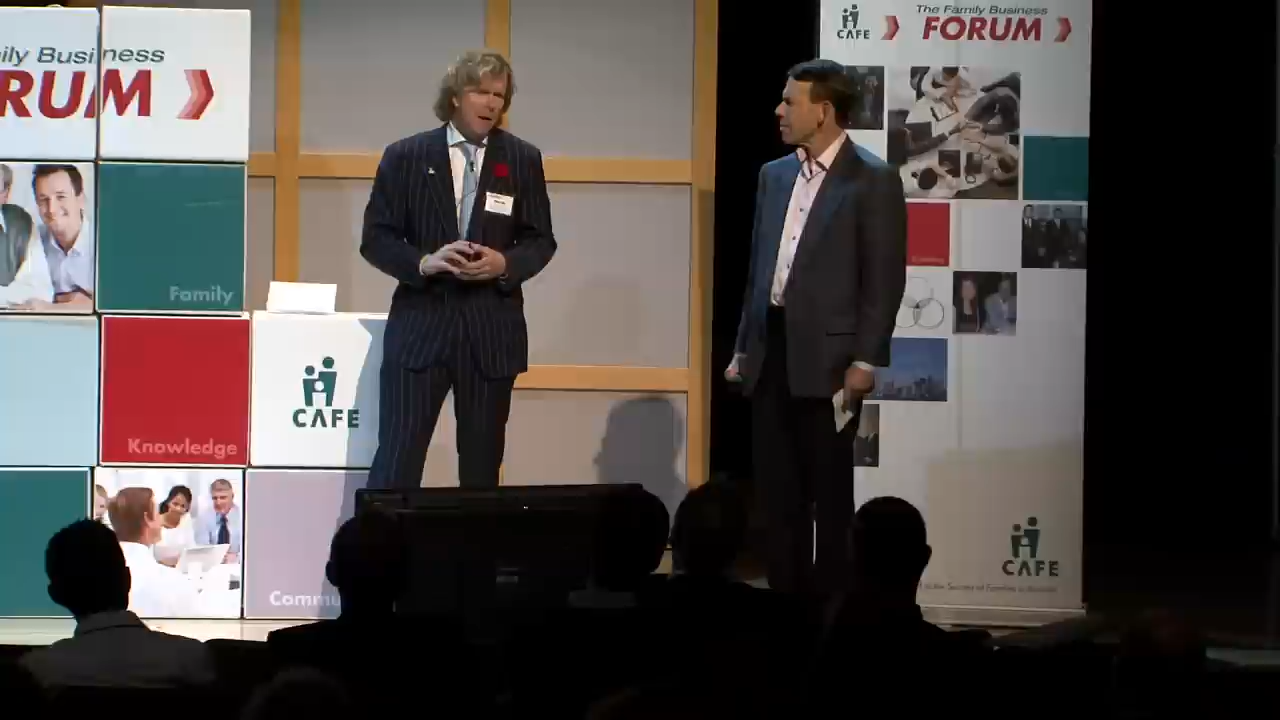 ily Business
RUM
Family
Knowledge
CAFE
Commu
CAFE
The Family Business
FORUM
CAFE